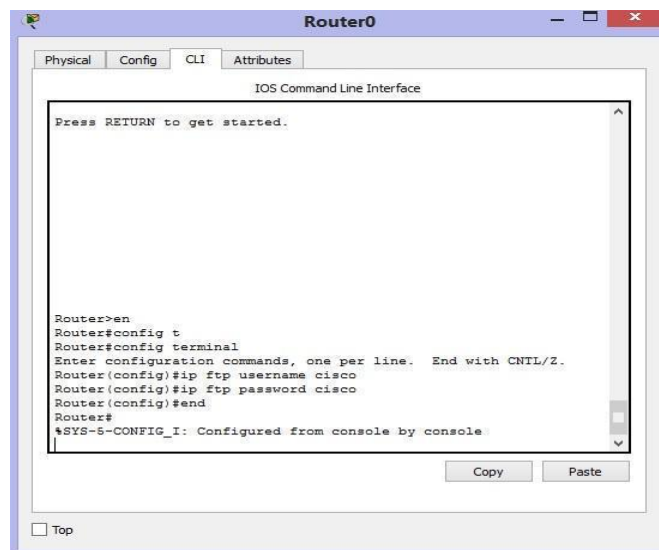 Router0
Physical Config CLI Attributes
IOS Command Line Interface
Press RETURN to get started.
Router>en
Router#config t
Router#config terminal
Enter configuration commands, one per line. End with CNTL/Z.
Router(config)#ip ftp username cisco
Router(config)#ip ftp password cisco
Router(config)#end
Router#
%SYS-5-CONFIG_I: Configured from console by console
Copy Paste
Top